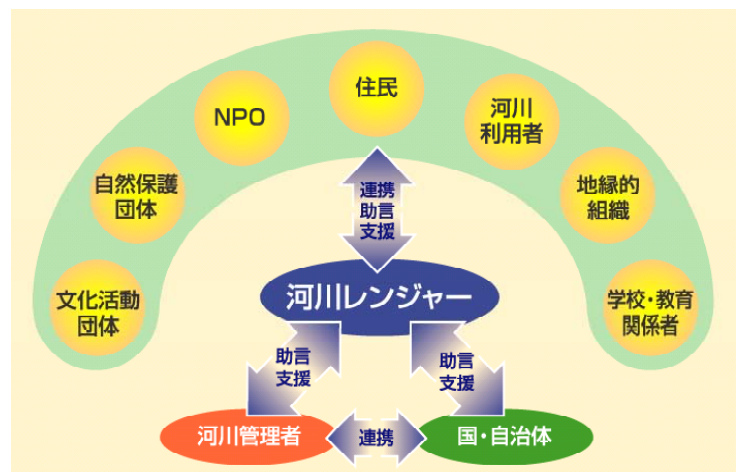 住民
NPO
河川
利用者
自然保護
団体
地縁的
組織
文化活動
団体
学校・教育
関係者
連携
助言
支援
河川レンジャー
助言
支援
助言
支援
河川管理者
連携
国・自治体